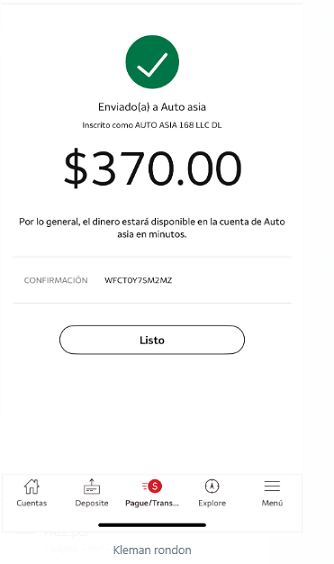 Enviado(a) a Auto asia
Inscrito como AUTO ASIA 168 LLC DL
$370.00
Por lo general, el dinero estará disponible en la cuenta de Auto
asia en minutos.
CONFIRMACIÓN WFCT0Y75M2MZ
Listo
Cuentas Deposite Pague/Trans... Explore Menú
Kleman rondon